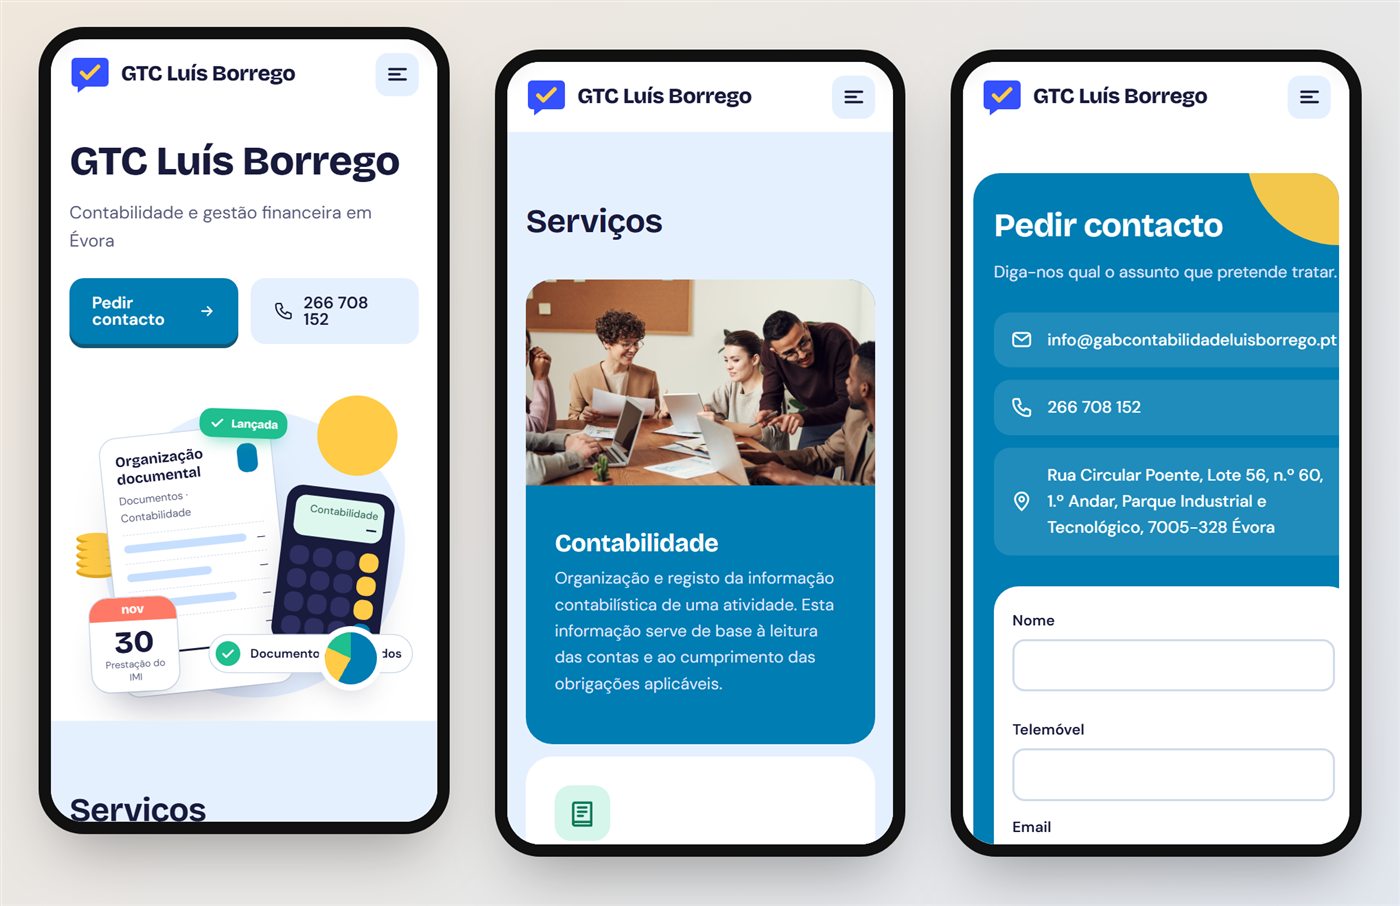 GTC Luís Borrego
GTC Luís Borrego
Contabilidade e gestão financeira em
Évora
Pedir
contacto
266 708
152
Lançada
Organização
documental
Documentos ·
Contabilidade
Contabilidade
nov
30
Prestação do
IMI
Documento
dos
Serviços
GTC Luís Borrego
Serviços
Contabilidade
Organização e registo da informação
contabilística de uma atividade. Esta
informação serve de base à leitura
das contas e ao cumprimento das
obrigações aplicáveis.
GTC Luís Borrego
Pedir contacto
Diga-nos qual o assunto que pretende tratar.
info@gabcontabilidadeluisborrego.pt
266 708 152
Rua Circular Poente, Lote 56, n.º 60,
1.º Andar, Parque Industrial e
Tecnológico, 7005-328 Évora
Nome
Telemóvel
Email